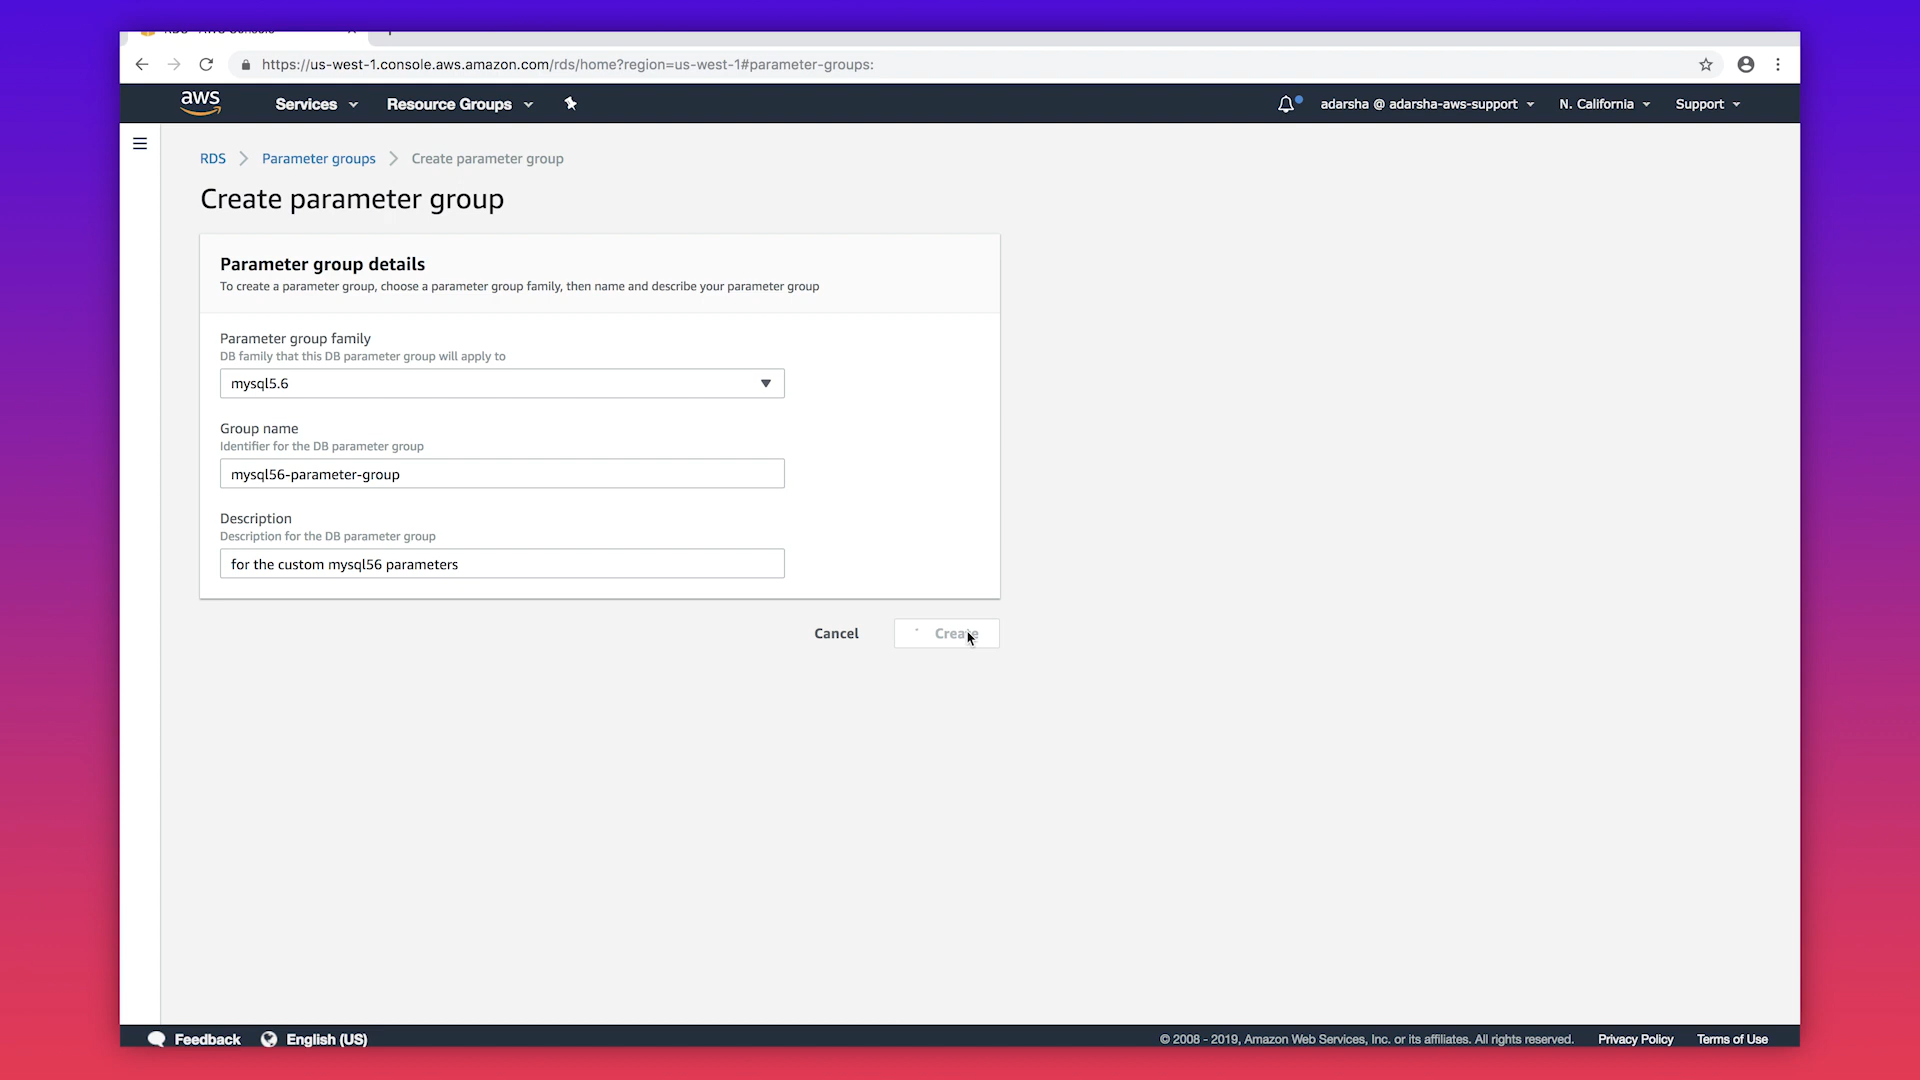 https://us-west-1.console.aws.amazon.com/rds/home?region=us-west-1#parameter-groups:
aws Services Resource Groups adarsha @ adarsha-aws-support N. California Support
RDS Parameter groups Create parameter group
Create parameter group
Parameter group details
To create a parameter group, choose a parameter group family, then name and describe your parameter group
Parameter group family
DB family that this DB parameter group will apply to
mysql5.6
Group name
Identifier for the DB parameter group
mysql56-parameter-group
Description
Description for the DB parameter group
for the custom mysql56 parameters
Cancel Create
Feedback English (US) © 2008 - 2019, Amazon Web Services, Inc. or its affiliates. All rights reserved. Privacy Policy Terms of Use